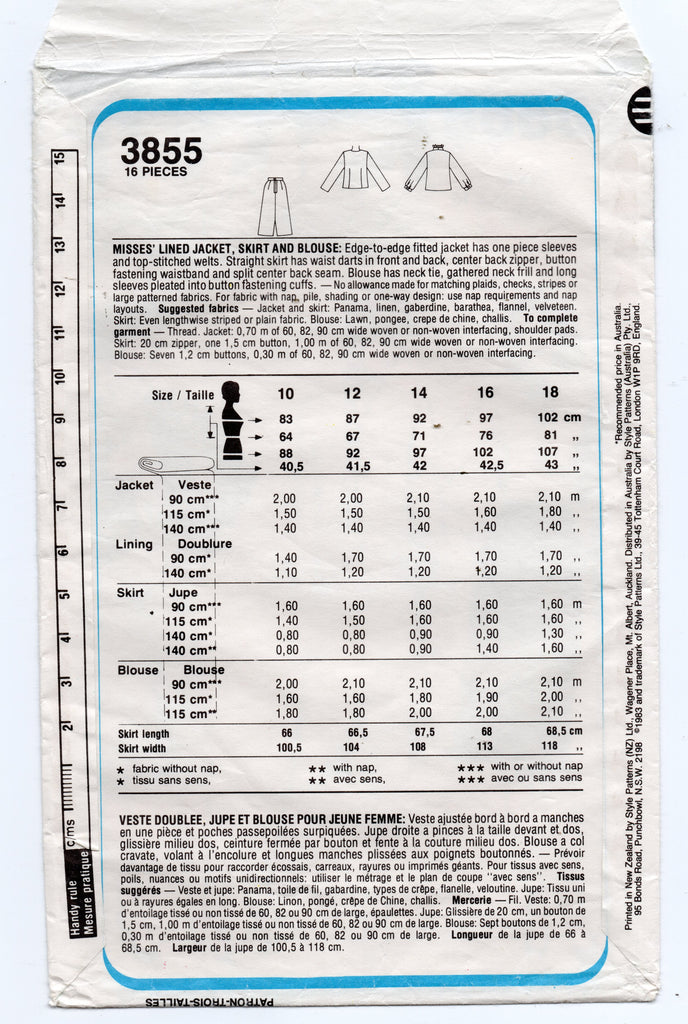 3855
16 PIECES
MISSES' LINED JACKET, SKIRT AND BLOUSE: Edge-to-edge fitted jacket has one piece sleeves
and top-stitched welts. Straight skirt has waist darts in front and back, center back zipper, button
fastening waistband and split center back seam. Blouse has neck tie, gathered neck frill and long
sleeves pleated into button fastening cuffs. — No allowance made for matching plaids, checks, stripes or
large patterned fabrics. For fabric with nap, pile, shading or one-way design: use nap requirements and nap
layouts. Suggested fabrics — Jacket and skirt: Panama, linen, gaberdine, barathea, flannel, velveteen.
Skirt: Even lengthwise striped or plain fabric. Blouse: Lawn, pongee, crepe de chine, challis. To complete
garment — Thread. Jacket: 0,70 m of 60, 82, 90 cm wide woven or non-woven interfacing, shoulder pads.
Skirt: 20 cm zipper, one 1,5 cm button, 1,00 m of 60, 82, 90 cm wide woven or non-woven interfacing.
Blouse: Seven 1,2 cm buttons, 0,30 m of 60, 82, 90 cm wide woven or non-woven interfacing.
Size / Taille 10 12 14 16 18
83 87 92 97 102 cm
64 67 71 76 81 ,,
88 92 97 102 107 ,,
40,5 41,5 42 42,5 43 ,,
Jacket Veste
90 cm*** 2,00 2,00 2,10 2,10 2,10 m
115 cm* 1,50 1,50 1,50 1,60 1,80 ,,
140 cm*** 1,40 1,40 1,40 1,40 1,40 ,,
Lining Doublure
90 cm* 1,40 1,70 1,70 1,70 1,70 ,,
140 cm* 1,10 1,20 1,20 1,20 1,20 ,,
Skirt Jupe
90 cm*** 1,60 1,60 1,60 1,60 1,60 m
115 cm* 1,40 1,50 1,60 1,60 1,60 ,,
140 cm* 0,80 0,80 0,90 0,90 1,30 ,,
140 cm** 0,80 0,80 0,90 1,40 1,60 ,,
Blouse Blouse
90 cm*** 2,00 2,10 2,10 2,10 2,10 m
115 cm* 1,60 1,60 1,80 1,90 2,00 ,,
115 cm** 1,80 1,80 2,00 2,00 2,10 ,,
Skirt length 66 66,5 67,5 68 68,5 cm
Skirt width 100,5 104 108 113 118 ,,
* fabric without nap, ** with nap, *** with or without nap
* tissu sans sens, ** avec sens, *** avec ou sans sens
VESTE DOUBLEE, JUPE ET BLOUSE POUR JEUNE FEMME: Veste ajustée bord à bord a manches
en une pièce et poches passepoilées surpiquées. Jupe droite a pinces à la taille devant et dos,
glissière milieu dos, ceinture fermée par bouton et fente à la couture milieu dos. Blouse a col
cravate, volant à l'encolure et longues manches plissées aux poignets boutonnés. — Prévoir
davantage de tissu pour raccorder écossais, carreaux, rayures ou imprimés géants. Pour tissus avec sens,
poils, nuances ou motifs unidirectionnels: utiliser le métrage et le plan de coupe "avec sens". Tissus
suggérés — Veste et jupe: Panama, toile de fil, gabardine, types de crêpe, flanelle, veloutine. Jupe: Tissu uni
ou à rayures égales en long. Blouse: Linon, pongé, crêpe de Chine, challis. Mercerie — Fil. Veste: 0,70 m
d'entoilage tissé ou non tissé de 60, 82 ou 90 cm de large, épaulettes. Jupe: Glissière de 20 cm, un bouton de
1,5 cm, 1,00 m d'entoilage tissé ou non tissé de 60, 82 ou 90 cm de large. Blouse: Sept boutons de 1,2 cm,
0,30 m d'entoilage tissé ou non tissé de 60, 82 ou 90 cm de large. Longueur de la jupe de 66 à
68,5 cm. Largeur de la jupe de 100,5 à 118 cm.
PATRON-TROIS-TAILLES
Handy rule
Mesure pratique
c/ms
2 3 4 5 6 7 8 9 10 11 12 13 14 15
*Recommended price in Australia.
Printed in New Zealand by Style Patterns (NZ) Ltd., Wagener Place, Mt. Albert, Auckland. Distributed in Australia by Style Patterns (Australia) Pty. Ltd.,
95 Bonds Road, Punchbowl, N.S.W. 2196 ©1983 and trademark of Style Patterns Ltd., 39-45 Tottenham Court Road, London W1P 9RD, England.